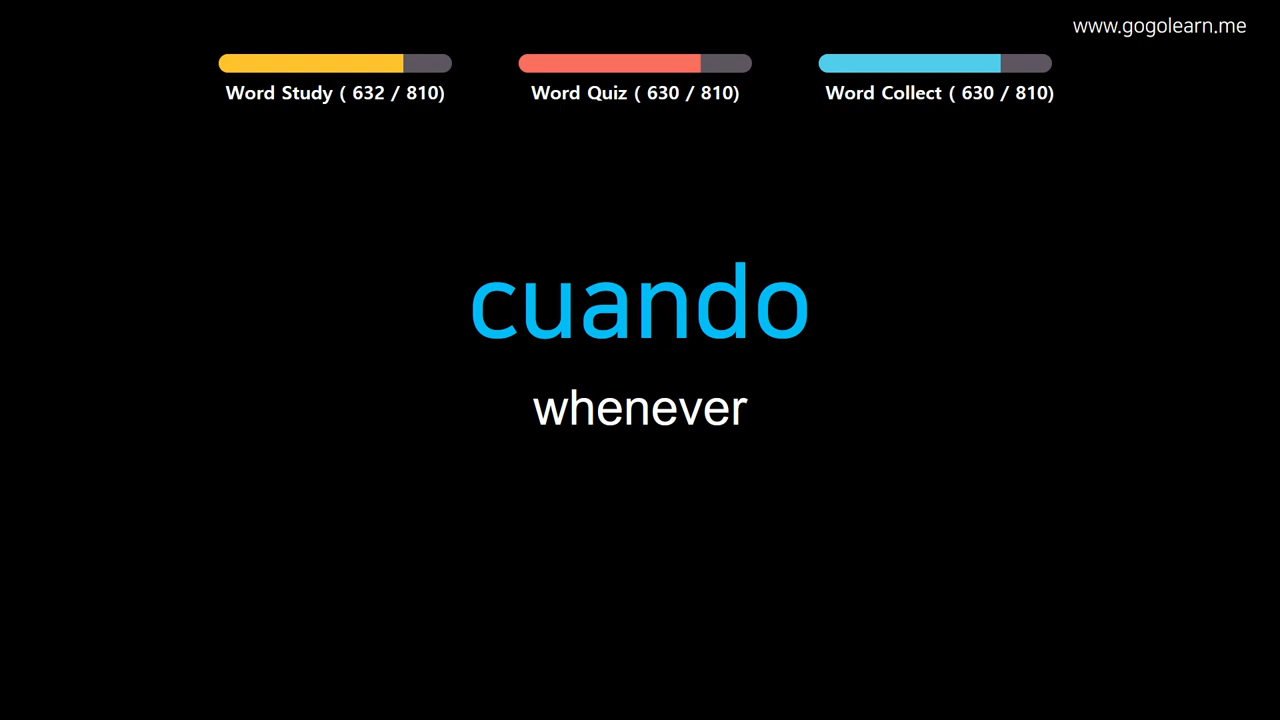 www.gogolearn.me
Word Study ( 632 / 810)
Word Quiz ( 630 / 810)
Word Collect ( 630 / 810)
cuando
whenever